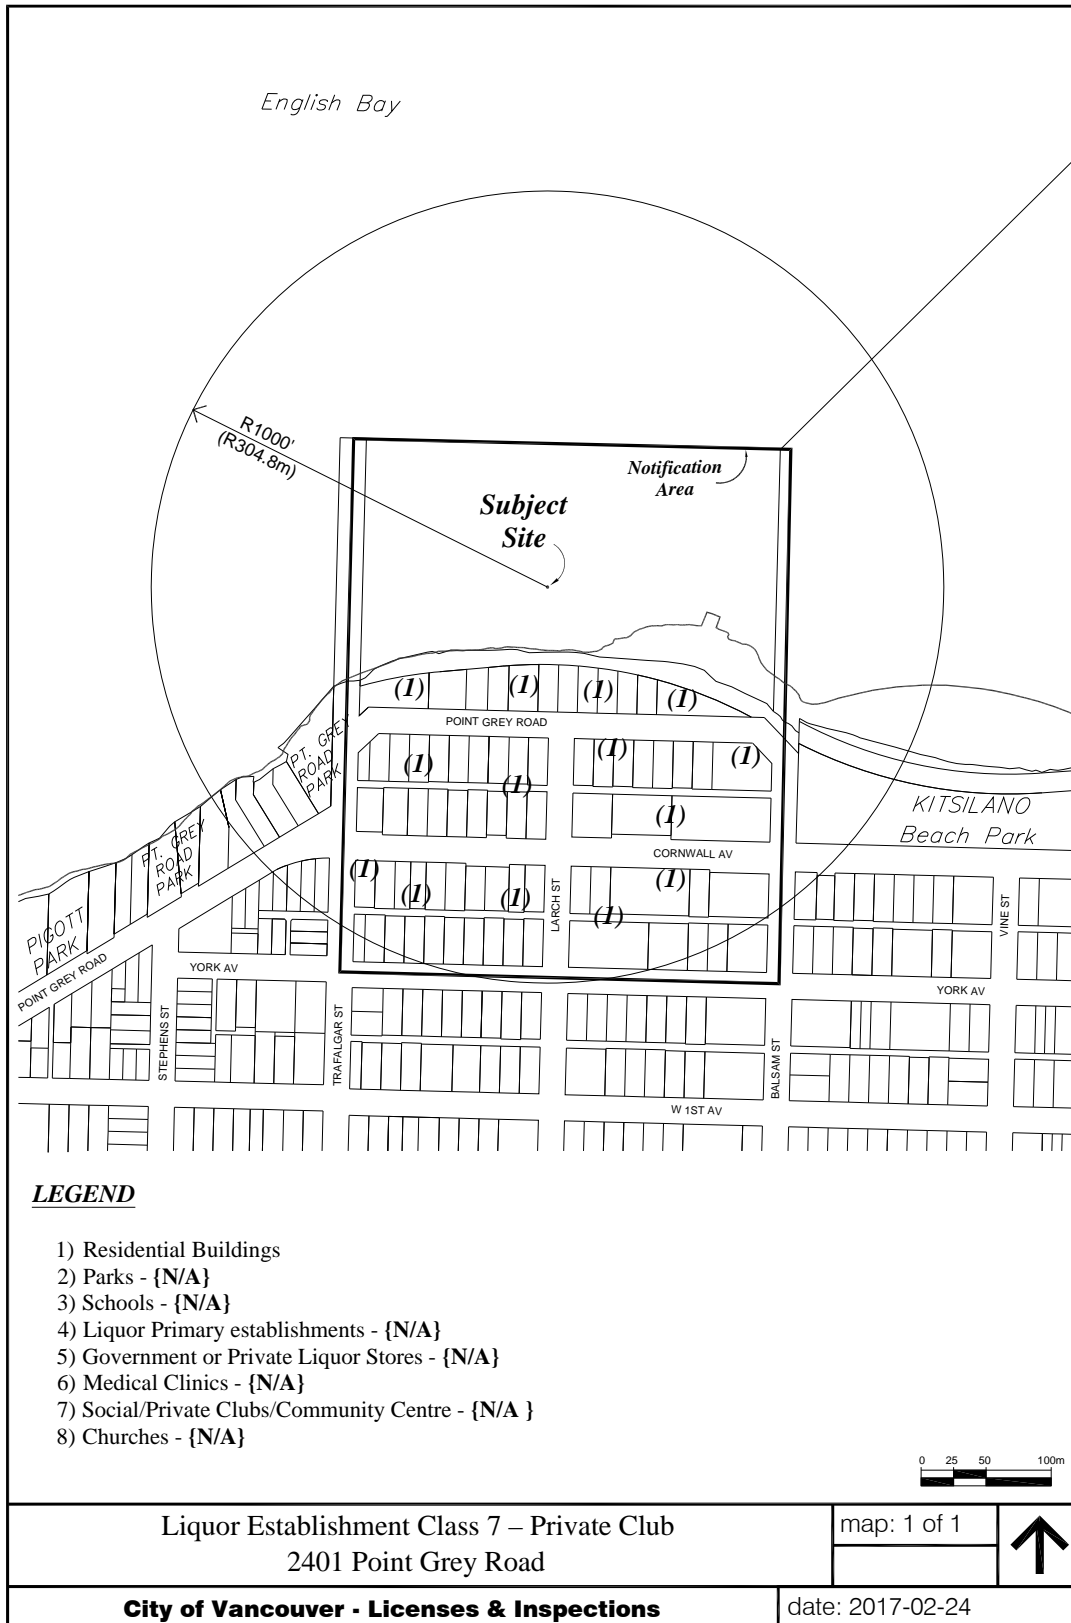 English Bay
R1000'
(R304.8m)
Notification
Area
Subject
Site
(1)
(1)
(1)
(1)
POINT GREY ROAD
PT. GREY
ROAD
PARK
(1)
(1)
(1)
(1)
(1)
KITSILANO
Beach Park
PT. GREY
ROAD
PARK
CORNWALL AV
(1)
(1)
(1)
(1)
(1)
LARCH ST
VINE ST
PIGOTT
PARK
POINT GREY ROAD
YORK AV
YORK AV
STEPHENS ST
TRAFALGAR ST
BALSAM ST
W 1ST AV
LEGEND
1) Residential Buildings
2) Parks - {N/A}
3) Schools - {N/A}
4) Liquor Primary establishments - {N/A}
5) Government or Private Liquor Stores - {N/A}
6) Medical Clinics - {N/A}
7) Social/Private Clubs/Community Centre - {N/A }
8) Churches - {N/A}
0 25 50 100m
Liquor Establishment Class 7 – Private Club
2401 Point Grey Road
map: 1 of 1
City of Vancouver - Licenses & Inspections
date: 2017-02-24